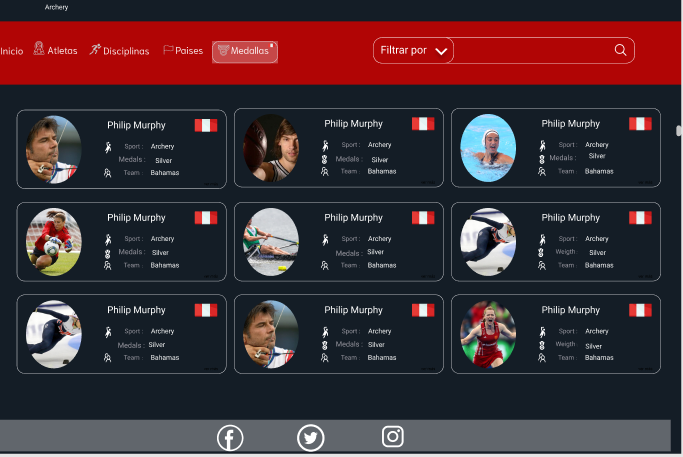 Archery
Inicio Atletas Disciplinas Países Medallas Filtrar por
Philip Murphy
Sport : Archery
Medals : Silver
Team : Bahamas
Philip Murphy
Sport : Archery
Medals : Silver
Team : Bahamas
Philip Murphy
Sport : Archery
Medals : Silver
Team : Bahamas
Philip Murphy
Sport : Archery
Medals : Silver
Team : Bahamas
Philip Murphy
Sport : Archery
Medals : Silver
Team : Bahamas
Philip Murphy
Sport : Archery
Weigth Silver
Team : Bahamas
Philip Murphy
Sport : Archery
Medals : Silver
Team : Bahamas
Philip Murphy
Sport : Archery
Medals : Silver
Team : Bahamas
Philip Murphy
Sport : Archery
Weigth Silver
Team : Bahamas